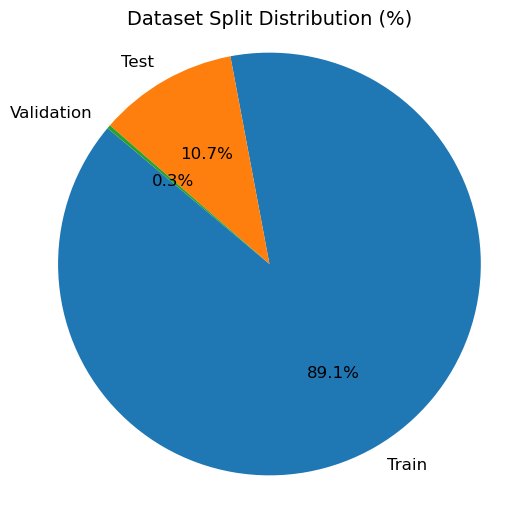 Dataset Split Distribution (%)
Test
Validation
10.7%
0.3%
89.1%
Train